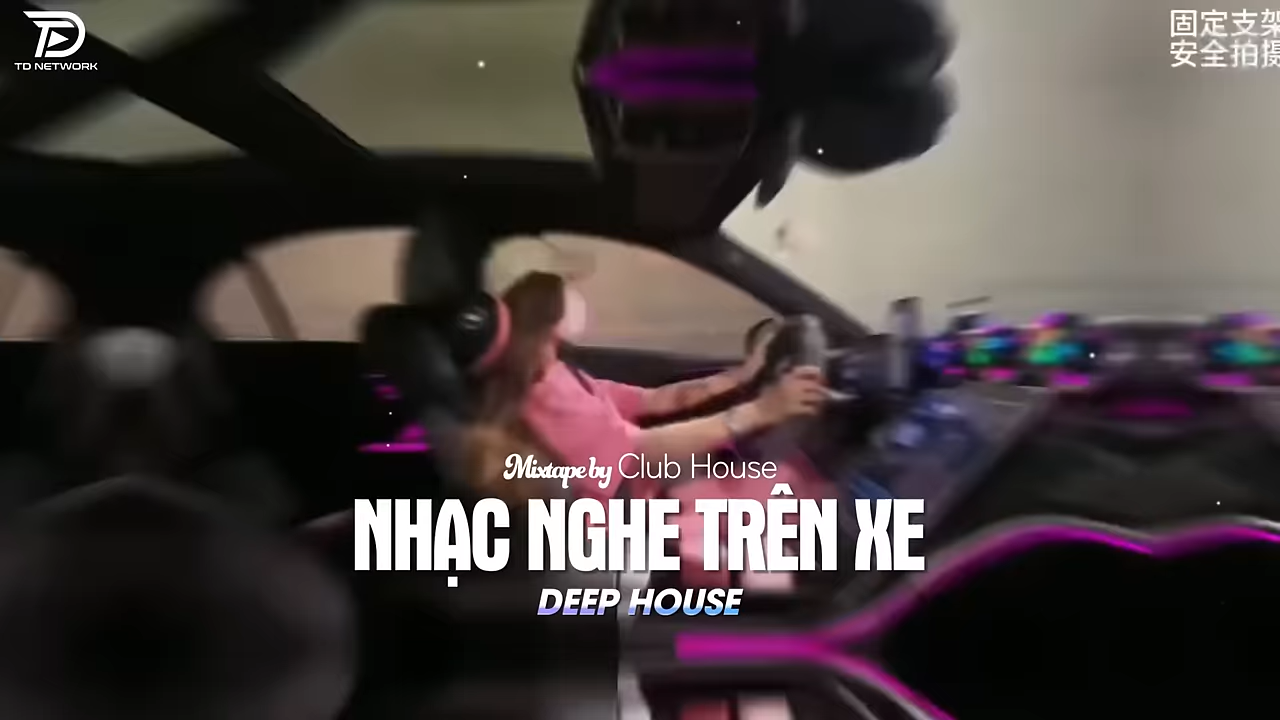 TD NETWORK
固定支架
安全拍摄
Mixtape by Club House
NHẠC NGHE TRÊN XE
DEEP HOUSE